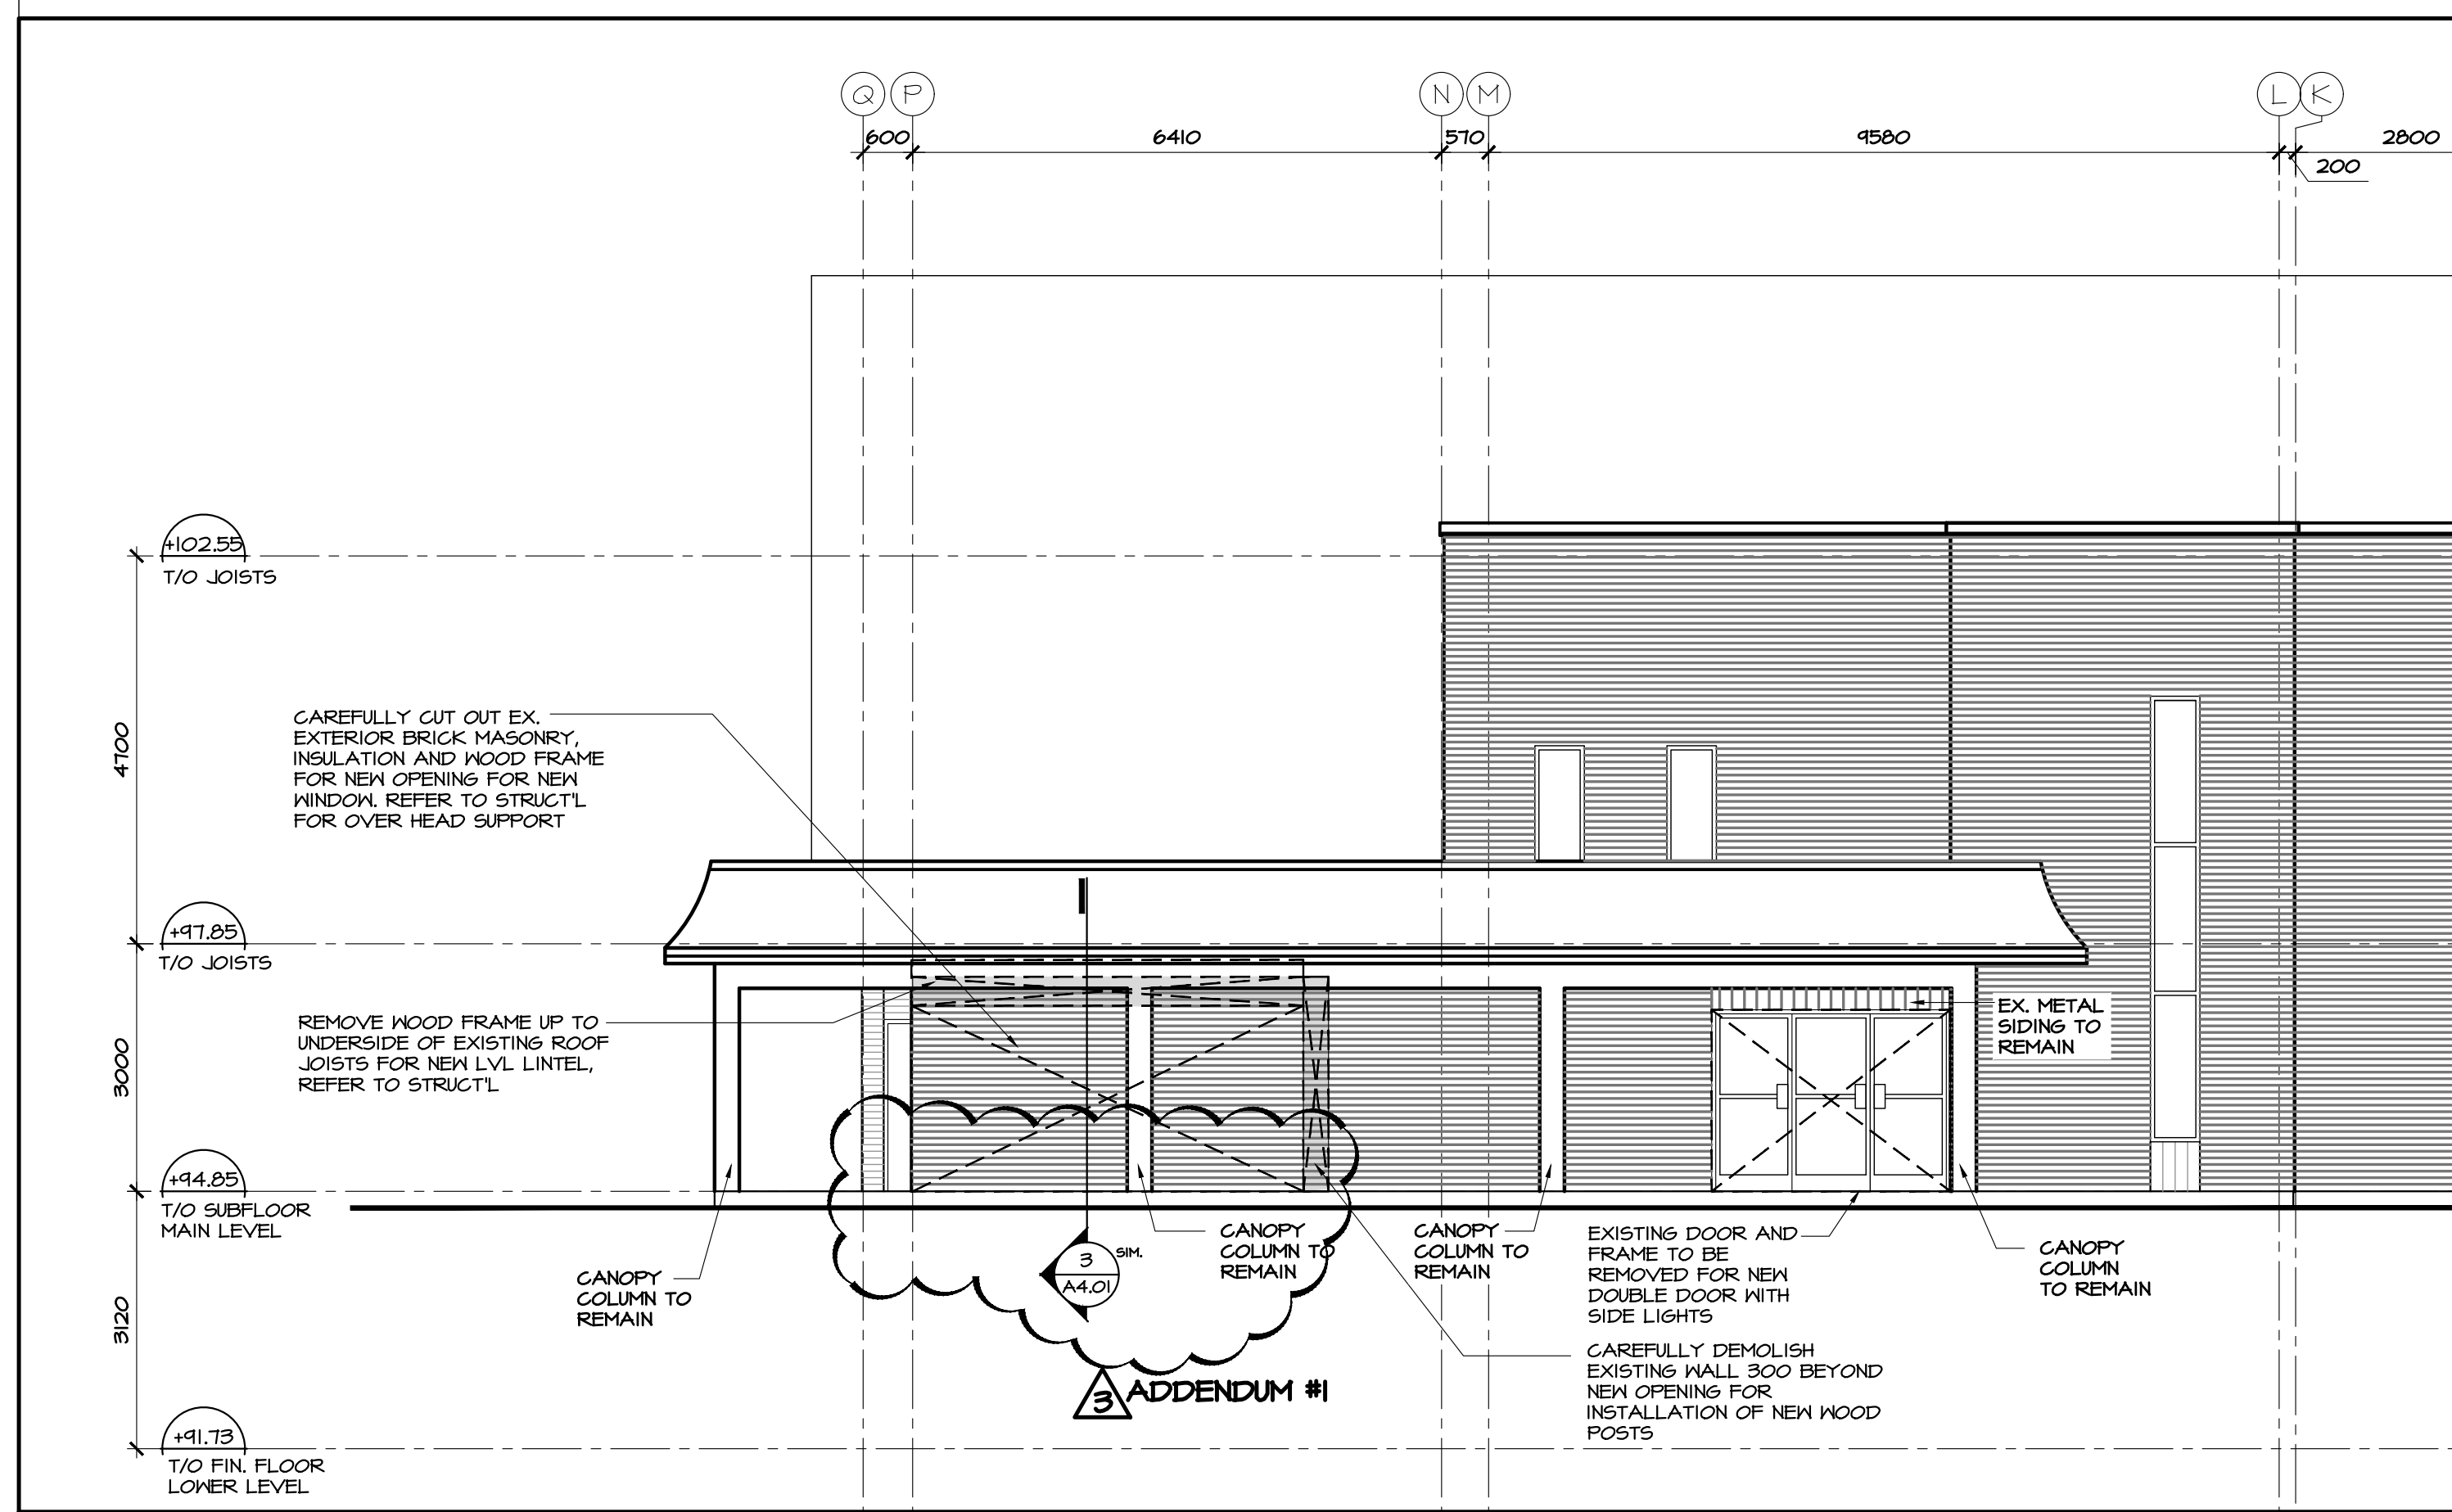 Q P N M L K
600 6410 570 9580 2800
200
+102.55
T/O JOISTS
4700
CAREFULLY CUT OUT EX.
EXTERIOR BRICK MASONRY,
INSULATION AND WOOD FRAME
FOR NEW OPENING FOR NEW
WINDOW. REFER TO STRUCT'L
FOR OVER HEAD SUPPORT
+97.85
T/O JOISTS
3000
REMOVE WOOD FRAME UP TO
UNDERSIDE OF EXISTING ROOF
JOISTS FOR NEW LVL LINTEL,
REFER TO STRUCT'L
EX. METAL
SIDING TO
REMAIN
+94.85
T/O SUBFLOOR
MAIN LEVEL
3120
CANOPY
COLUMN TO
REMAIN
3
A4.01
SIM.
CANOPY
COLUMN TO
REMAIN
CANOPY
COLUMN TO
REMAIN
EXISTING DOOR AND
FRAME TO BE
REMOVED FOR NEW
DOUBLE DOOR WITH
SIDE LIGHTS
CANOPY
COLUMN
TO REMAIN
CAREFULLY DEMOLISH
EXISTING WALL 300 BEYOND
NEW OPENING FOR
INSTALLATION OF NEW WOOD
POSTS
3 ADDENDUM #1
+91.73
T/O FIN. FLOOR
LOWER LEVEL